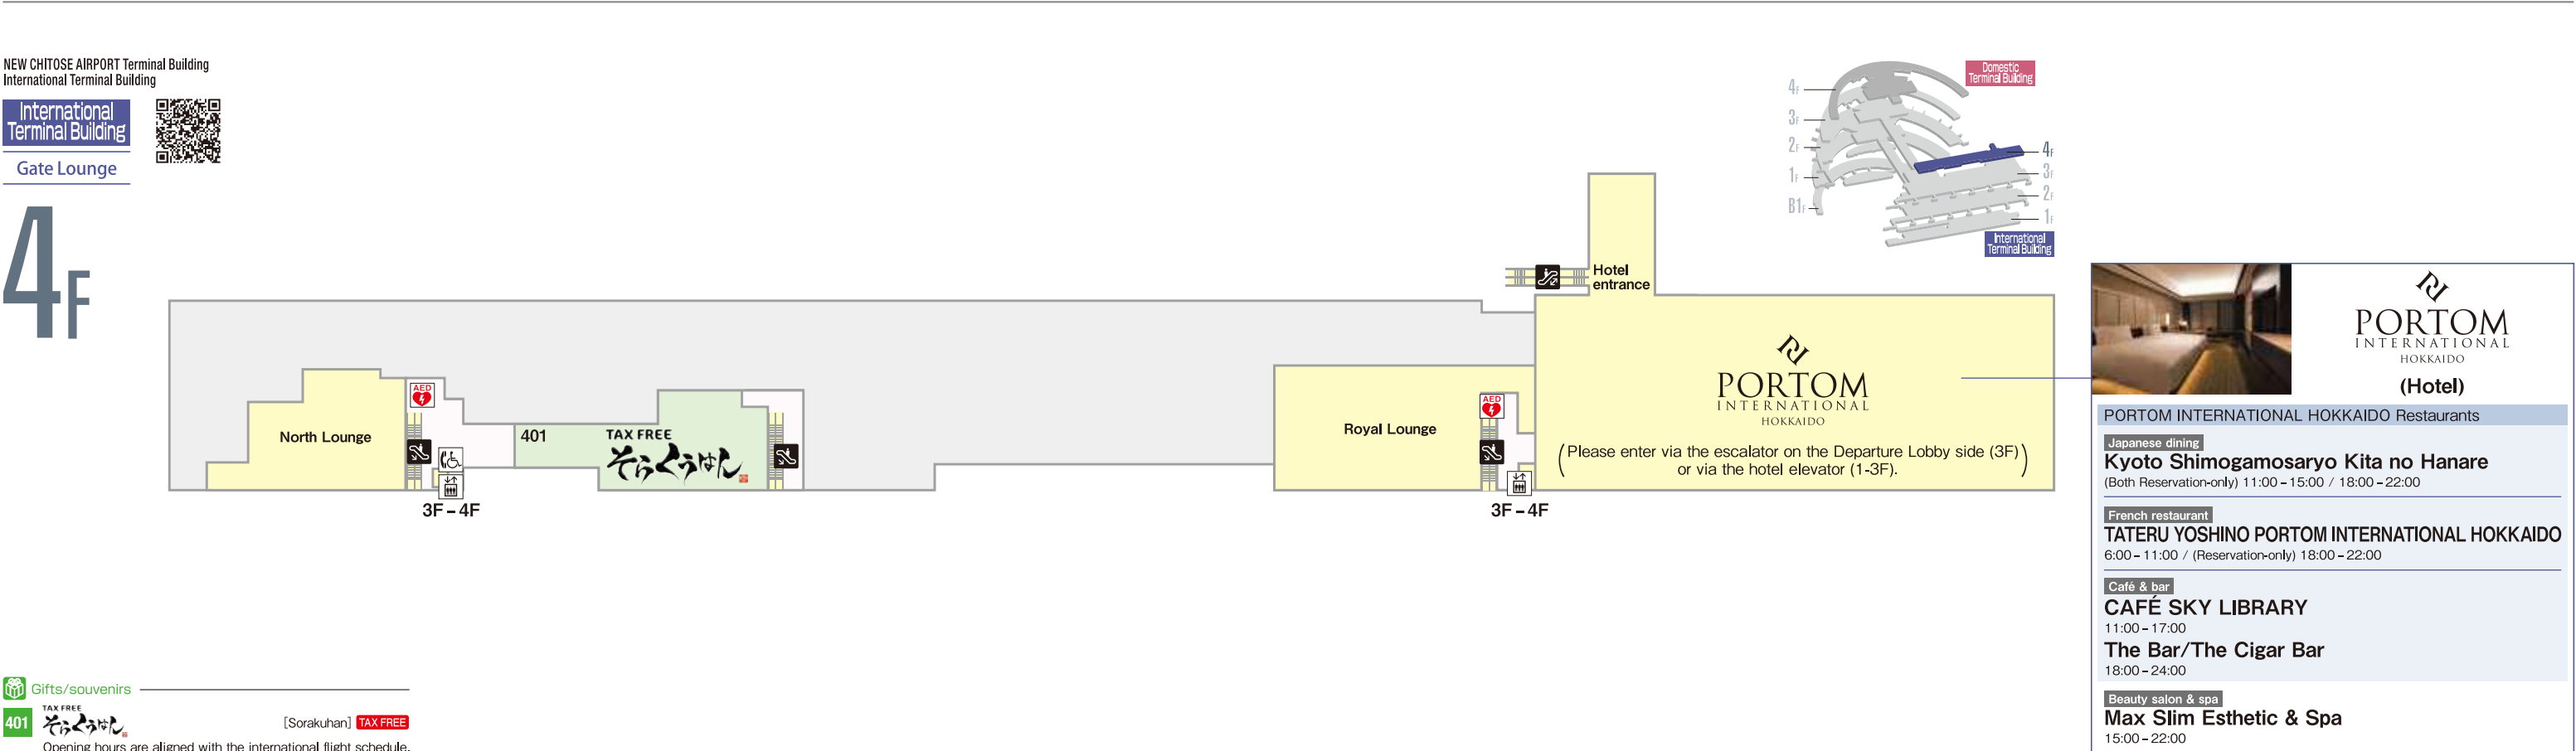 NEW CHITOSE AIRPORT Terminal Building
International Terminal Building
International
Terminal Building
Gate Lounge
4F
Domestic
Terminal Building
4F
3F
2F
1F
B1F
4F
3F
2F
1F
International
Terminal Building
Hotel
entrance
AED
North Lounge
3F–4F
401
TAX FREE
そらくうはん
Royal Lounge
AED
3F–4F
PORTOM
INTERNATIONAL
HOKKAIDO
(Please enter via the escalator on the Departure Lobby side (3F)
or via the hotel elevator (1-3F).)
PORTOM
INTERNATIONAL
HOKKAIDO
(Hotel)
PORTOM INTERNATIONAL HOKKAIDO Restaurants
Japanese dining
Kyoto Shimogamosaryo Kita no Hanare
(Both Reservation-only) 11:00–15:00 / 18:00–22:00
French restaurant
TATERU YOSHINO PORTOM INTERNATIONAL HOKKAIDO
6:00–11:00 / (Reservation-only) 18:00–22:00
Café & bar
CAFÉ SKY LIBRARY
11:00–17:00
The Bar/The Cigar Bar
18:00–24:00
Beauty salon & spa
Max Slim Esthetic & Spa
15:00–22:00
Gifts/souvenirs
401 TAX FREE そらくうはん [Sorakuhan] TAX FREE
Opening hours are aligned with the international flight schedule.